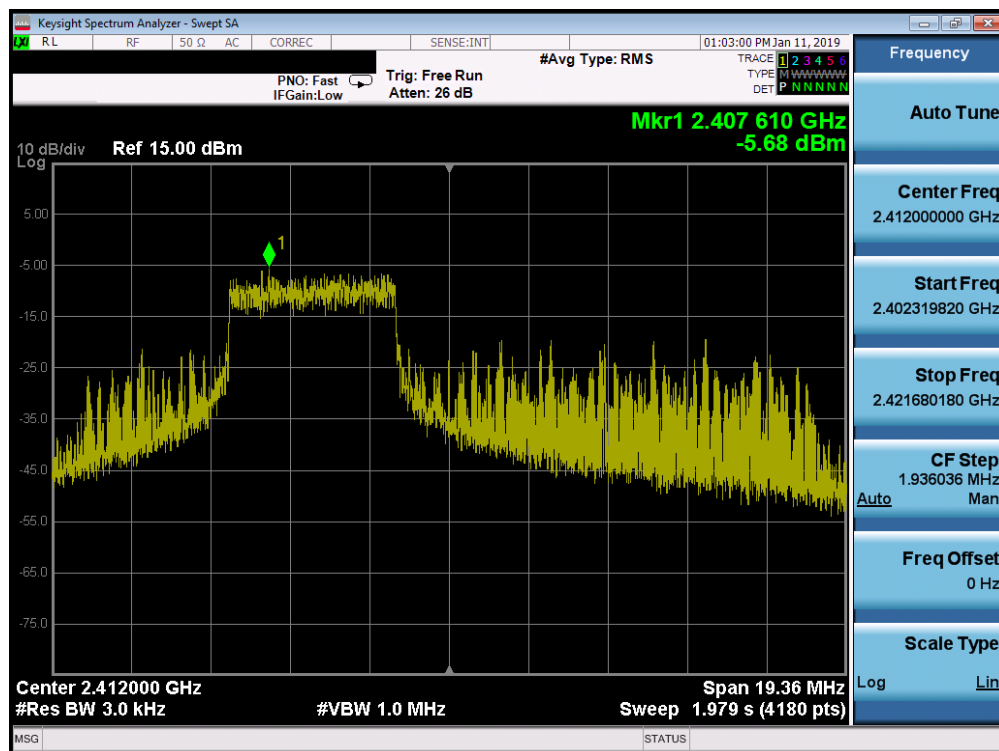 Keysight Spectrum Analyzer - Swept SA
LXI RL RF 50 Ω AC CORREC SENSE:INT 01:03:00 PM Jan 11, 2019
Frequency
#Avg Type: RMS
TRACE 1 2 3 4 5 6
PNO: Fast Trig: Free Run
TYPE M WWWWW
IFGain:Low Atten: 26 dB
DET P N N N N N
Auto Tune
Mkr1 2.407 610 GHz
-5.68 dBm
10 dB/div Ref 15.00 dBm
Log
Center Freq
2.412000000 GHz
5.00
1
-5.00
Start Freq
2.402319820 GHz
-15.0
-25.0
Stop Freq
2.421680180 GHz
-35.0
-45.0
CF Step
1.936036 MHz
Auto Man
-55.0
-65.0
Freq Offset
0 Hz
-75.0
Scale Type
Log Lin
Center 2.412000 GHz Span 19.36 MHz
#Res BW 3.0 kHz #VBW 1.0 MHz Sweep 1.979 s (4180 pts)
MSG STATUS